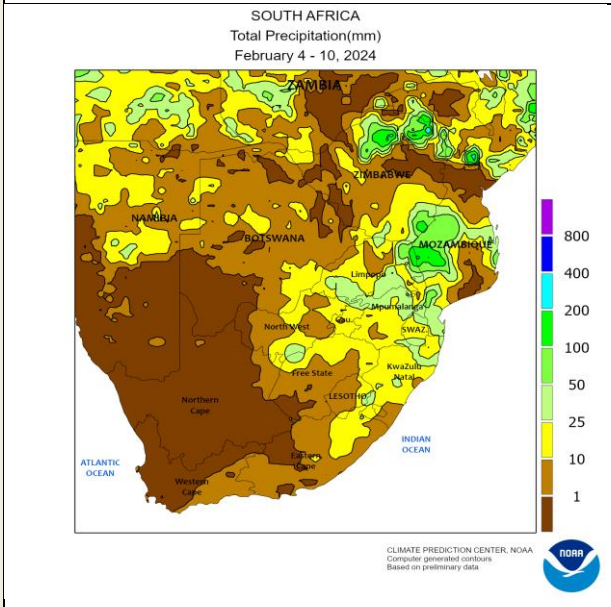 SOUTH AFRICA
Total Precipitation(mm)
February 4 - 10, 2024
ZAMBIA
ZIMBABWE
NAMIBIA
BOTSWANA
MOZAMBIQUE
Limpopo
Mpumalanga
Gau.
North West
SWAZ.
Free State
KwaZulu
Natal
LESOTHO
Northern
Cape
Eastern
Cape
Western
Cape
ATLANTIC
OCEAN
INDIAN
OCEAN
800
400
200
100
50
25
10
1
CLIMATE PREDICTION CENTER, NOAA
Computer generated contours
Based on preliminary data
NOAA